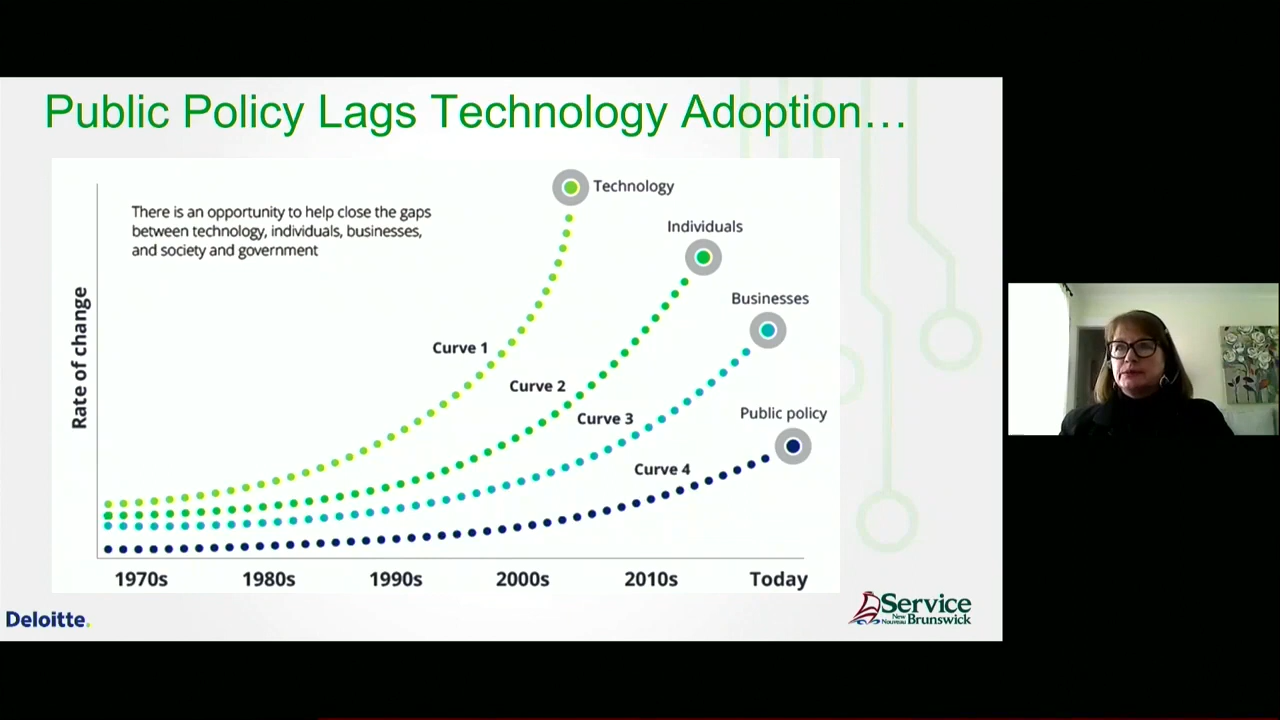 Public Policy Lags Technology Adoption…
There is an opportunity to help close the gaps
between technology, individuals, businesses,
and society and government
Technology
Individuals
Businesses
Public policy
Curve 1
Curve 2
Curve 3
Curve 4
Rate of change
1970s 1980s 1990s 2000s 2010s Today
Deloitte.
Service
New
Nouveau Brunswick